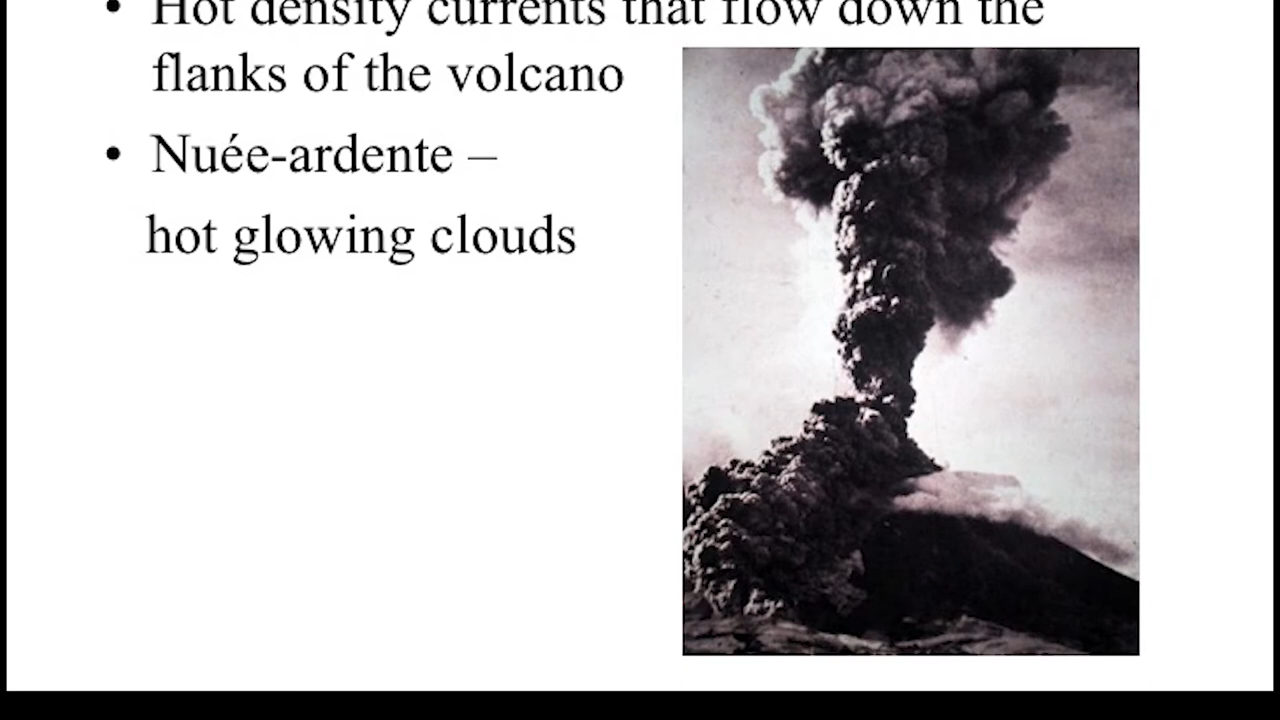 • Hot density currents that flow down the
flanks of the volcano
• Nuée-ardente –
hot glowing clouds